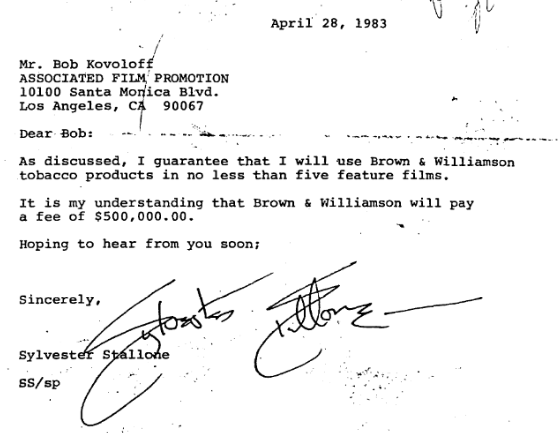 April 28, 1983
Mr. Bob Kovoloff
ASSOCIATED FILM PROMOTION
10100 Santa Monica Blvd.
Los Angeles, CA 90067
Dear Bob:
As discussed, I guarantee that I will use Brown & Williamson
tobacco products in no less than five feature films.
It is my understanding that Brown & Williamson will pay
a fee of $500,000.00.
Hoping to hear from you soon;
Sincerely,
Sylvester Stallone
Sylvester Stallone
SS/sp